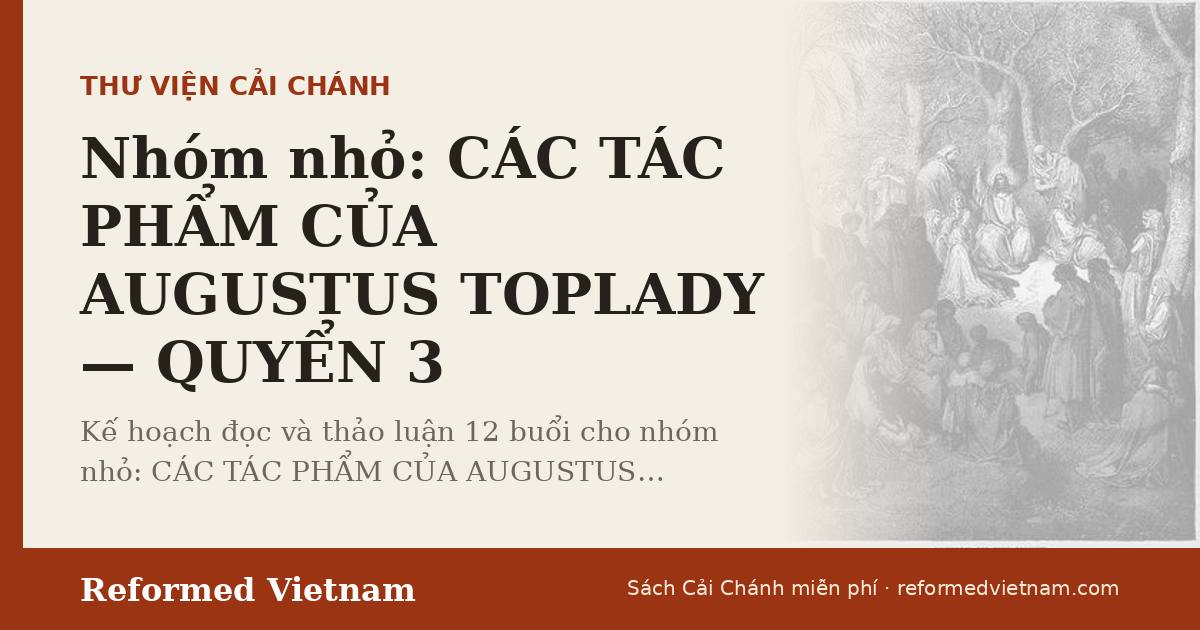 THƯ VIỆN CẢI CHÁNH
Nhóm nhỏ: CÁC TÁC
PHẨM CỦA
AUGUSTUS TOPLADY
— QUYỂN 3
Kế hoạch đọc và thảo luận 12 buổi cho nhóm
nhỏ: CÁC TÁC PHẨM CỦA AUGUSTUS...
Reformed Vietnam
Sách Cải Chánh miễn phí · reformedvietnam.com